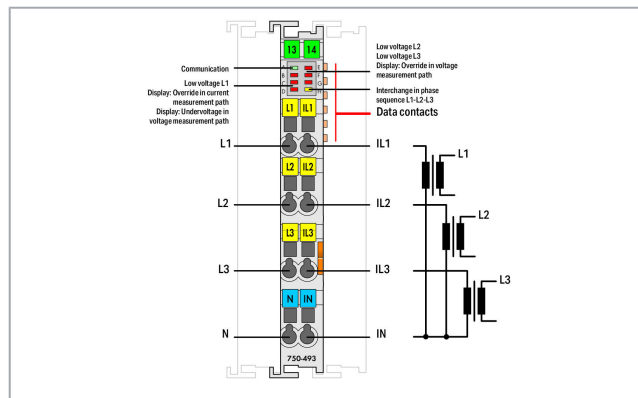 13 14
Communication
Low voltage L1
Display: Override in current
measurement path
Display: Undervoltage in
voltage measurement path
A
B
C
D
E
F
G
H
Low voltage L2
Low voltage L3
Display: Override in voltage
measurement path
Interchange in phase
sequence L1-L2-L3
Data contacts
L1 IL1
L1 IL1
L1
L2 IL2
L2 IL2
L2
L3 IL3
L3 IL3
L3
N IN
N IN
750-493